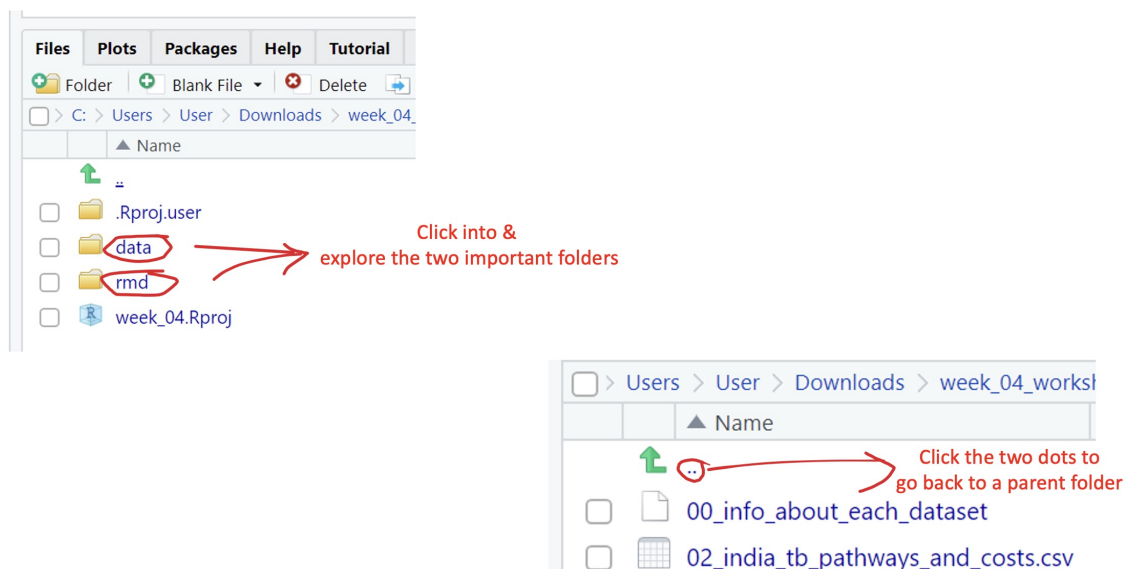 Files Plots Packages Help Tutorial
Folder Blank File Delete
C: > Users > User > Downloads > week_04_
Name
..
.Rproj.user
data
rmd
week_04.Rproj
Click into &
explore the two important folders
> Users > User > Downloads > week_04_worksh
Name
..
Click the two dots to
go back to a parent folder
00_info_about_each_dataset
02_india_tb_pathways_and_costs.csv